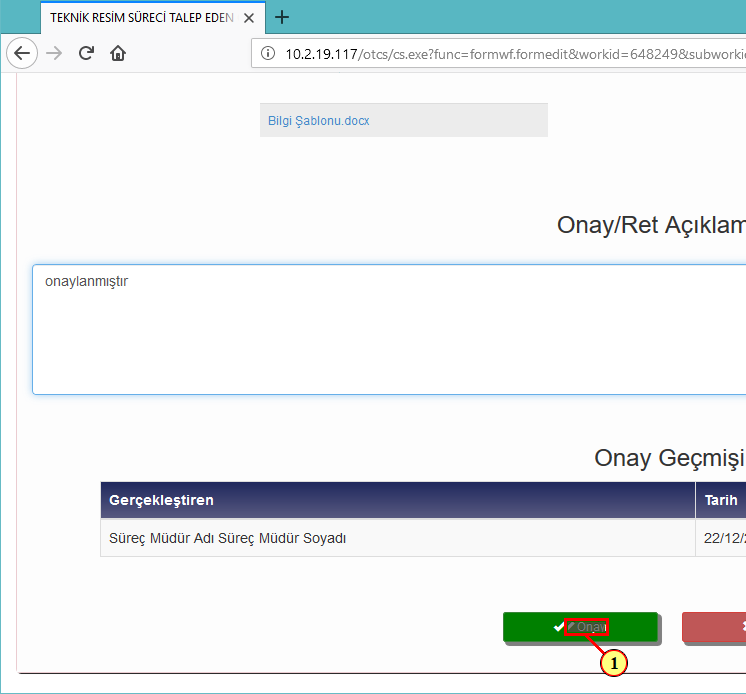 TEKNİK RESİM SÜRECİ TALEP EDEN
10.2.19.117/otcs/cs.exe?func=formwf.formedit&workid=648249&subworkid
Bilgi Şablonu.docx
Onay/Ret Açıklam
onaylanmıştır
Onay Geçmişi
Gerçekleştiren Tarih
Süreç Müdür Adı Süreç Müdür Soyadı 22/12/2
Onay
1